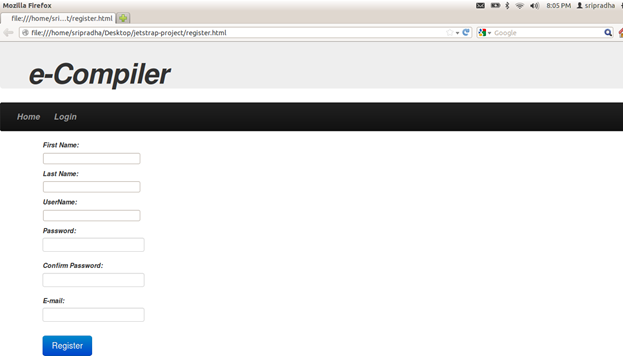 Mozilla Firefox 8:05 PM sripradha
file:///home/sri...t/register.html
file:///home/sripradha/Desktop/jetstrap-project/register.html Google
e-Compiler
Home Login
First Name:
Last Name:
UserName:
Password:
Confirm Password:
E-mail:
Register